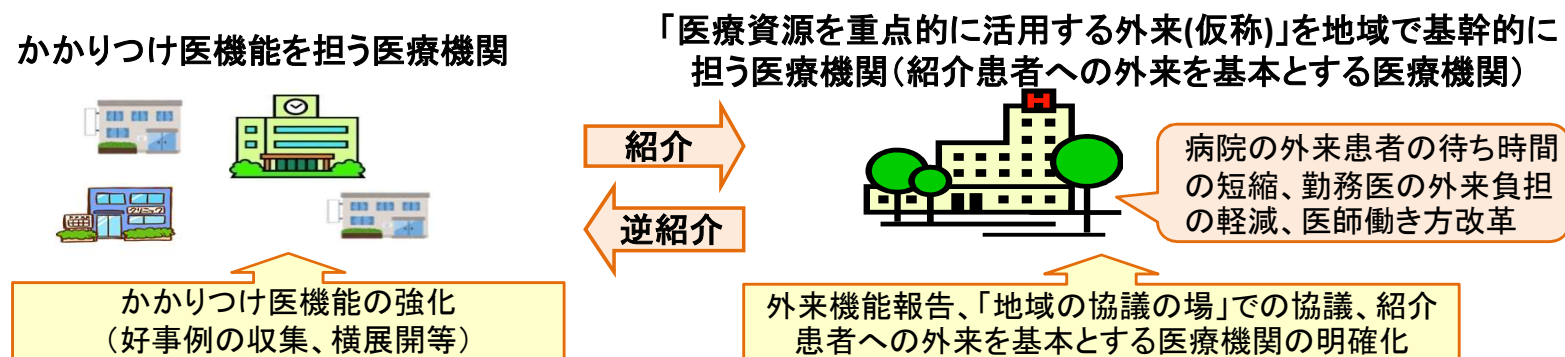 かかりつけ医機能を担う医療機関
「医療資源を重点的に活用する外来(仮称)」を地域で基幹的に
担う医療機関(紹介患者への外来を基本とする医療機関)
紹介
逆紹介
H
クリニック
病院の外来患者の待ち時間
の短縮、勤務医の外来負担
の軽減、医師働き方改革
かかりつけ医機能の強化
(好事例の収集、横展開等)
外来機能報告、「地域の協議の場」での協議、紹介
患者への外来を基本とする医療機関の明確化